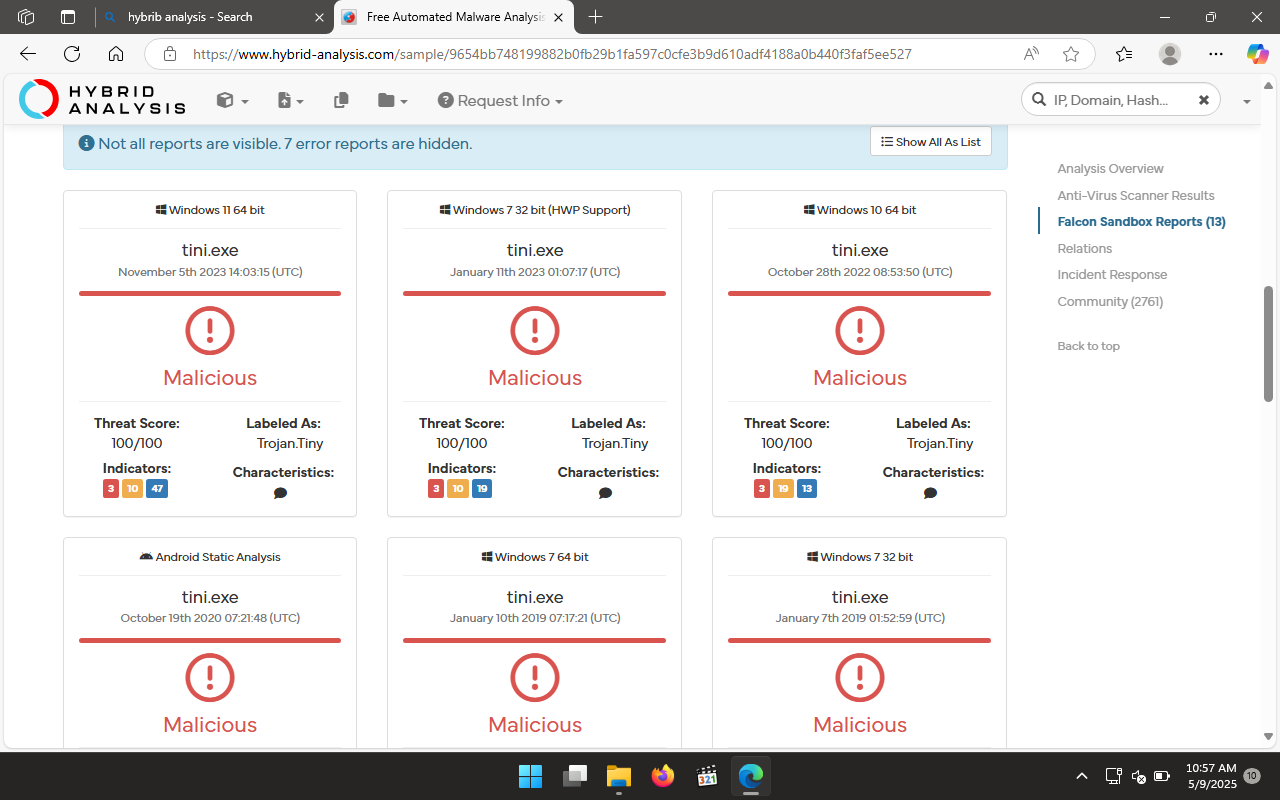 hybrib analysis - Search
Free Automated Malware Analysis
https://www.hybrid-analysis.com/sample/9654bb748199882b0fb29b1fa597c0cfe3b9d610adf4188a0b440f3faf5ee527
HYBRID
ANALYSIS
Request Info
IP, Domain, Hash...
Not all reports are visible. 7 error reports are hidden.
Show All As List
Windows 11 64 bit
tini.exe
November 5th 2023 14:03:15 (UTC)
Malicious
Threat Score: Labeled As:
100/100 Trojan.Tiny
Indicators: Characteristics:
3 10 47
Windows 7 32 bit (HWP Support)
tini.exe
January 11th 2023 01:07:17 (UTC)
Malicious
Threat Score: Labeled As:
100/100 Trojan.Tiny
Indicators: Characteristics:
3 10 19
Windows 10 64 bit
tini.exe
October 28th 2022 08:53:50 (UTC)
Malicious
Threat Score: Labeled As:
100/100 Trojan.Tiny
Indicators: Characteristics:
3 19 13
Android Static Analysis
tini.exe
October 19th 2020 07:21:48 (UTC)
Malicious
Windows 7 64 bit
tini.exe
January 10th 2019 07:17:21 (UTC)
Malicious
Windows 7 32 bit
tini.exe
January 7th 2019 01:52:59 (UTC)
Malicious
Analysis Overview
Anti-Virus Scanner Results
Falcon Sandbox Reports (13)
Relations
Incident Response
Community (2761)
Back to top
321
10:57 AM
5/9/2025
10